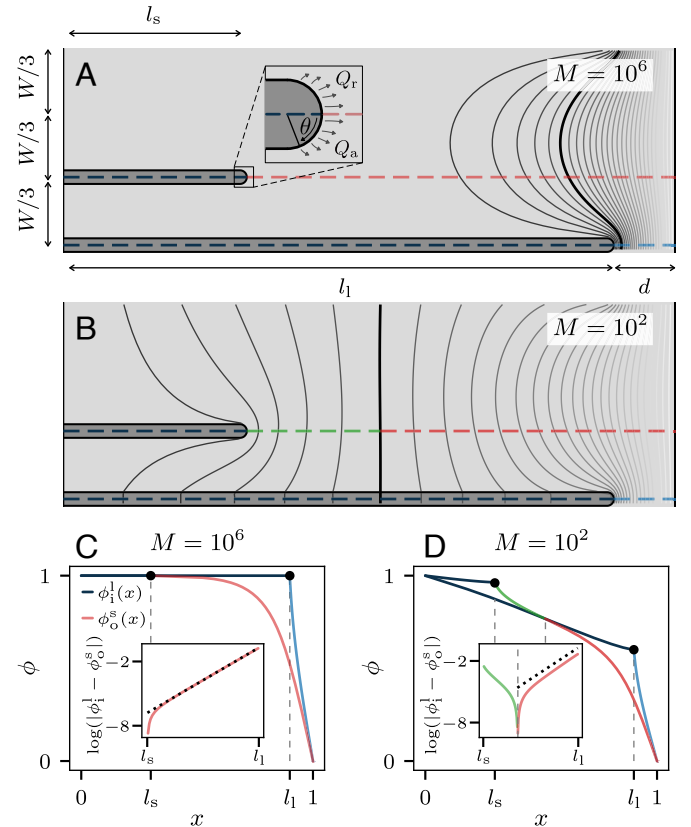 l_s
W/3
W/3
W/3
A
M = 10^6
Q_r
θ
Q_a
l_l
d
B
M = 10^2
C
M = 10^6
D
M = 10^2
1
ϕ_i^l(x)
ϕ_o^s(x)
ϕ
0
log(|ϕ_i^l − ϕ_o^s|)
−2
−8
l_s
l_l
0
l_s
l_l
1
x
1
ϕ
0
log(|ϕ_i^l − ϕ_o^s|)
−2
−8
l_s
l_l
0
l_s
l_l
1
x